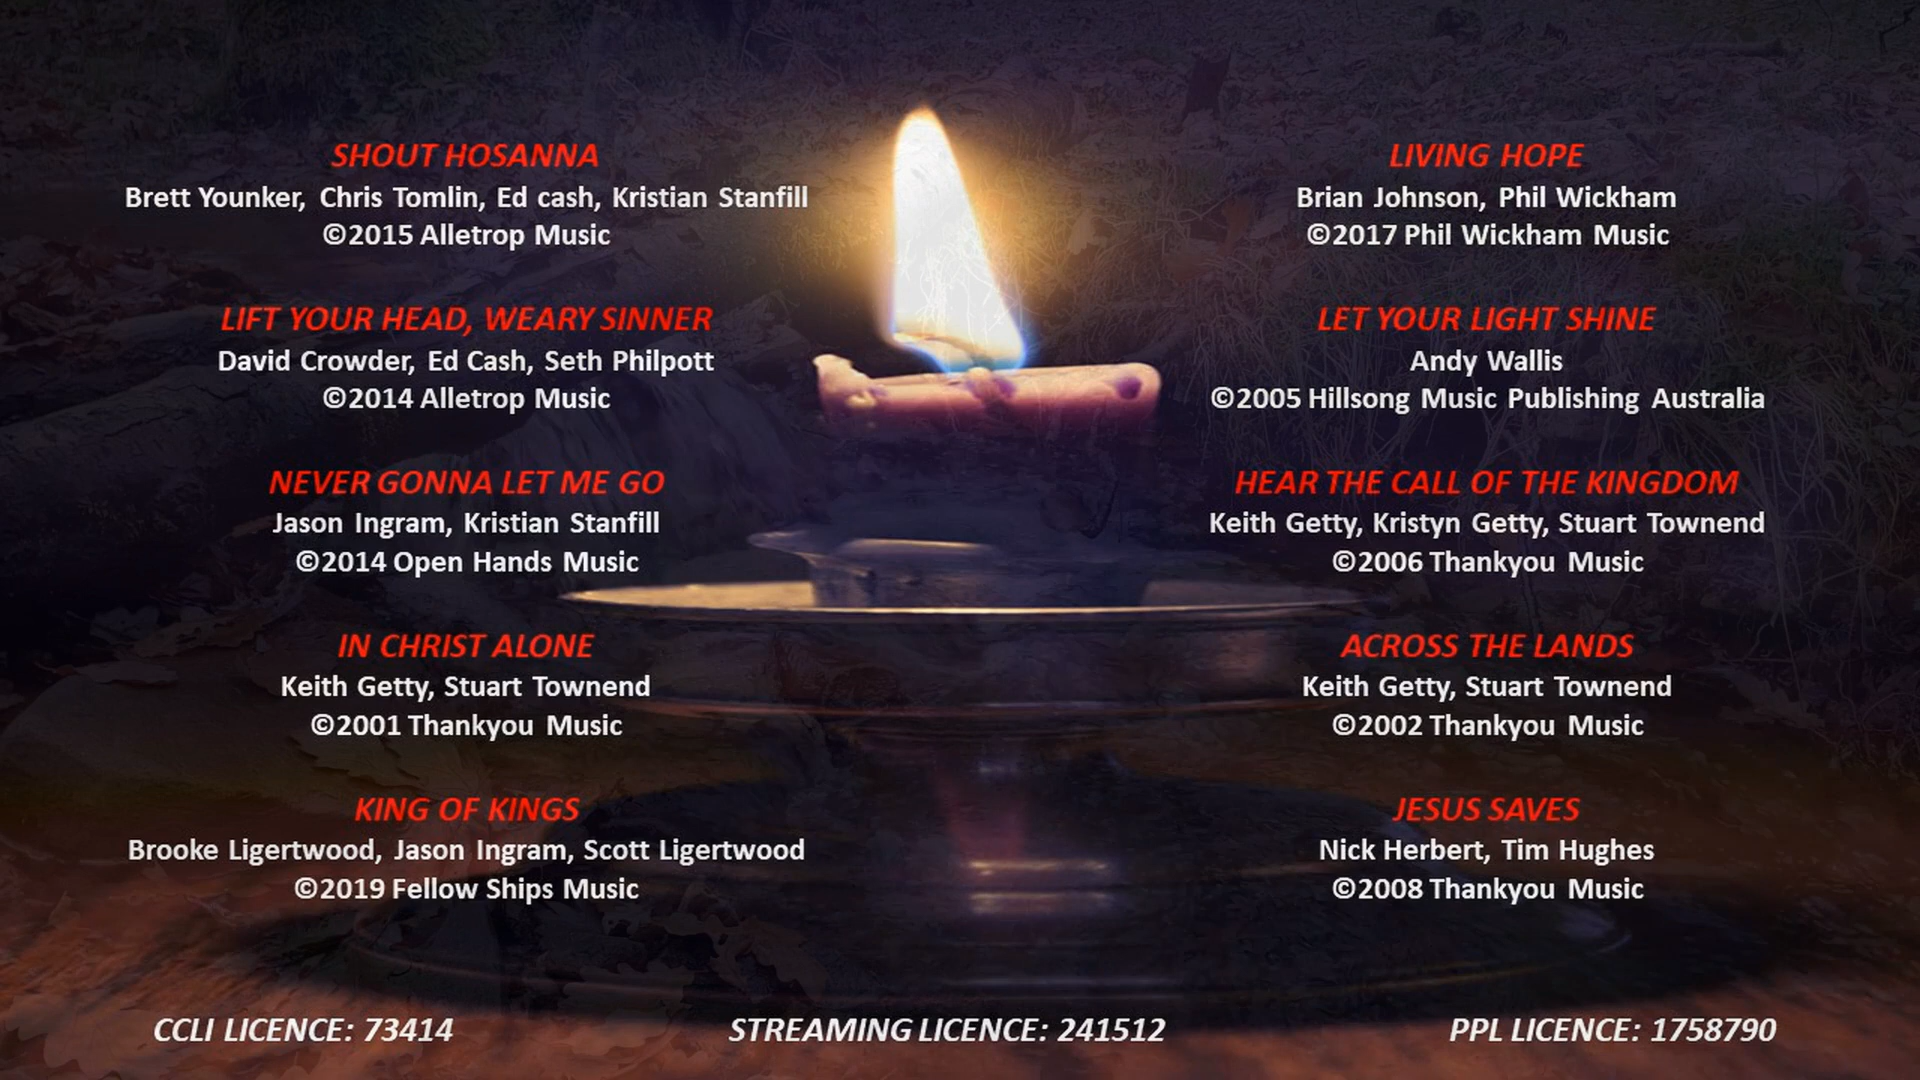 SHOUT HOSANNA
Brett Younker, Chris Tomlin, Ed cash, Kristian Stanfill
©2015 Alletrop Music
LIFT YOUR HEAD, WEARY SINNER
David Crowder, Ed Cash, Seth Philpott
©2014 Alletrop Music
NEVER GONNA LET ME GO
Jason Ingram, Kristian Stanfill
©2014 Open Hands Music
IN CHRIST ALONE
Keith Getty, Stuart Townend
©2001 Thankyou Music
KING OF KINGS
Brooke Ligertwood, Jason Ingram, Scott Ligertwood
©2019 Fellow Ships Music
LIVING HOPE
Brian Johnson, Phil Wickham
©2017 Phil Wickham Music
LET YOUR LIGHT SHINE
Andy Wallis
©2005 Hillsong Music Publishing Australia
HEAR THE CALL OF THE KINGDOM
Keith Getty, Kristyn Getty, Stuart Townend
©2006 Thankyou Music
ACROSS THE LANDS
Keith Getty, Stuart Townend
©2002 Thankyou Music
JESUS SAVES
Nick Herbert, Tim Hughes
©2008 Thankyou Music
CCLI LICENCE: 73414
STREAMING LICENCE: 241512
PPL LICENCE: 1758790